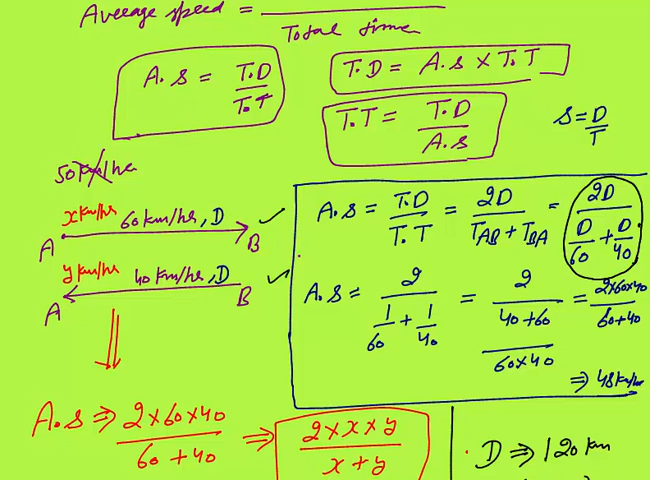 Average speed = ———
Total time
A.S = T.D / T.T
T.D = A.S × T.T
T.T = T.D / A.S
S = D / T
50 km/hr
x km/hr 60 km/hr, D
A B
y km/hr 40 km/hr, D
A B
A.S = T.D / T.T = 2D / T_AB + T_BA = 2D / D/60 + D/40
A.S = 2 / 1/60 + 1/40 = 2 / 40+60 / 60×40 = 2×60×40 / 60+40
⇒ 48 km/hr
A.S ⇒ 2×60×40 / 60+40 ⇒ 2×x×y / x+y
D ⇒ 120 km